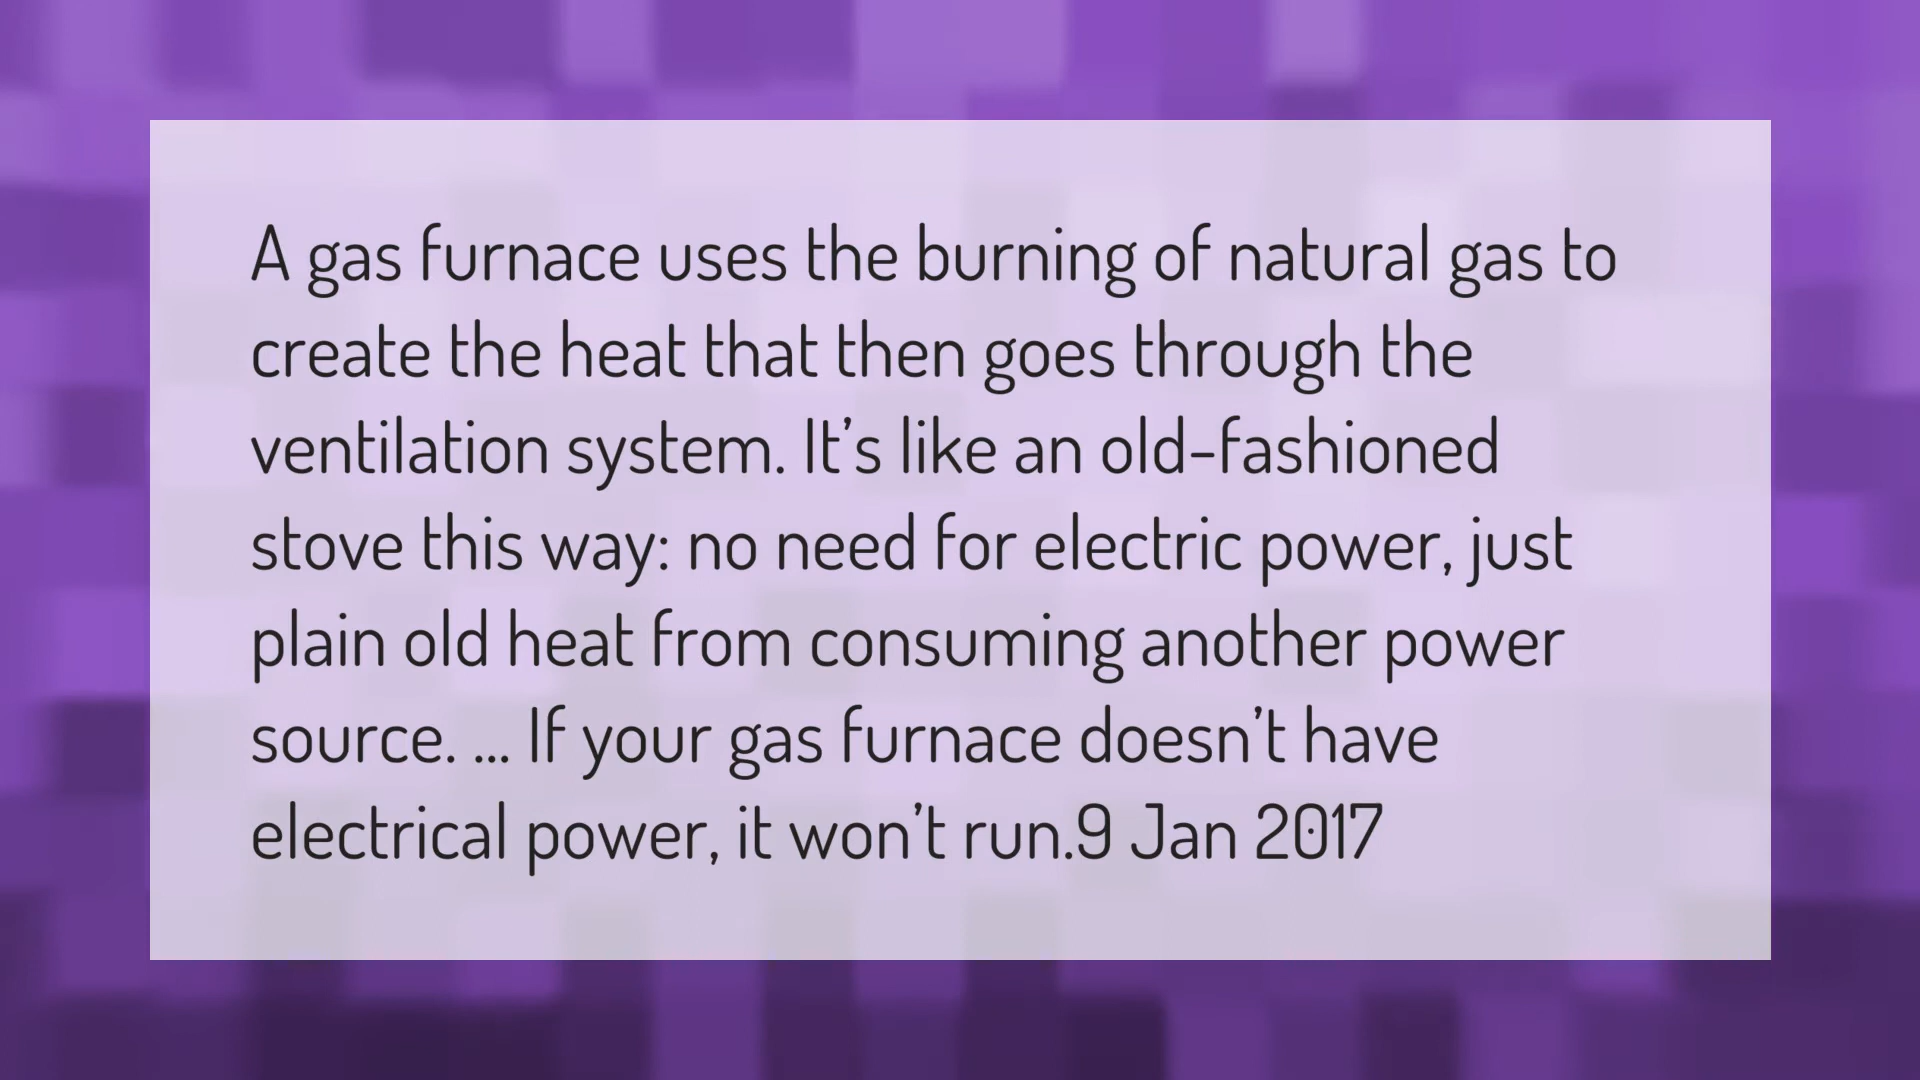 A gas furnace uses the burning of natural gas to
create the heat that then goes through the
ventilation system. It’s like an old-fashioned
stove this way: no need for electric power, just
plain old heat from consuming another power
source. ... If your gas furnace doesn’t have
electrical power, it won’t run.9 Jan 2017